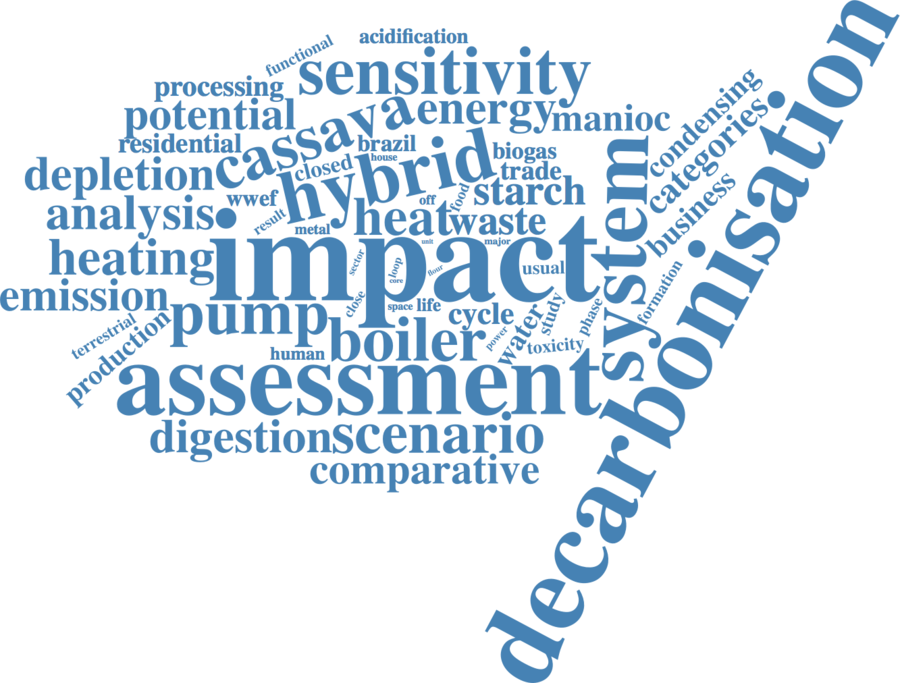 acidification
functional
sensitivity
processing
potential
cassava
energy
manioc
condensing
residential
brazil
house
hybrid
biogas
categories
depletion
closed
trade
wwef
off
food
starch
analysis
result
metal
heat
waste
business
system
decarbonisation
impact
unit
major
heating
sector
loop
core
flour
usual
formation
emission
close
space
life
pump
cycle
water
study
phase
terrestrial
production
human
boiler
power
toxicity
assessment
digestion
scenario
comparative